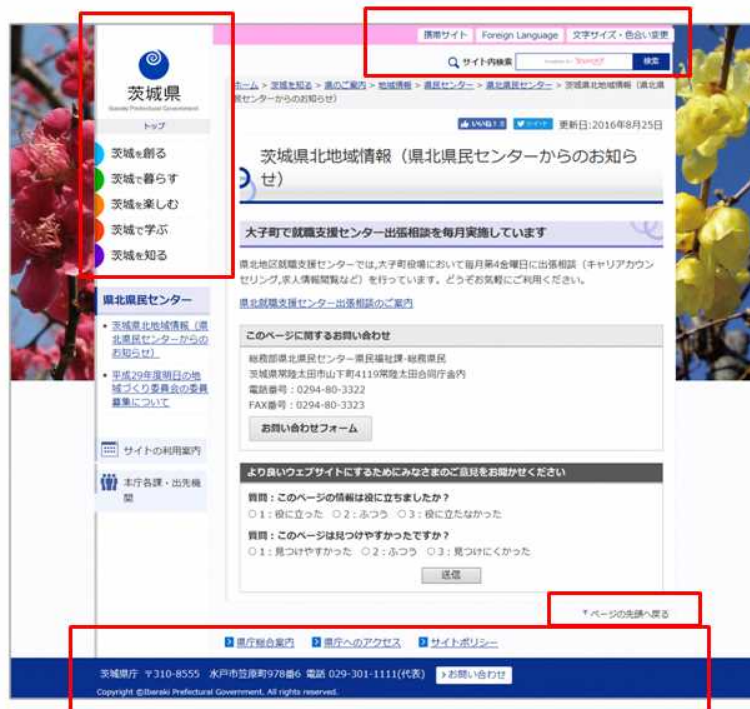 携帯サイト Foreign Language 文字サイズ・色合い変更
サイト内検索 検索
茨城県
Ibaraki Prefectural Government
トップ
茨城を創る
茨城で暮らす
茨城を楽しむ
茨城で学ぶ
茨城を知る
ホーム > 茨城を知る > 県のご案内 > 地域情報 > 県民センター > 県北県民センター > 茨城県北地域情報（県北県
民センターからのお知らせ）
更新日:2016年8月25日
茨城県北地域情報（県北県民センターからのお知ら
せ）
大子町で就職支援センター出張相談を毎月実施しています
県北地区就職支援センターでは,大子町役場において毎月第4金曜日に出張相談（キャリアカウン
セリング,求人情報閲覧など）を行っています。どうぞお気軽にご利用ください。
県北就職支援センター出張相談のご案内
県北県民センター
茨城県北地域情報（県
北県民センターからの
お知らせ）
平成29年度明日の地
域づくり委員会の委員
募集について
サイトの利用案内
本庁各課・出先機
関
このページに関するお問い合わせ
総務部県北県民センター県民福祉課-総務県民
茨城県常陸太田市山下町4119常陸太田合同庁舎内
電話番号：0294-80-3322
FAX番号：0294-80-3323
お問い合わせフォーム
より良いウェブサイトにするためにみなさまのご意見をお聞かせください
質問：このページの情報は役に立ちましたか？
1：役に立った 2：ふつう 3：役に立たなかった
質問：このページは見つけやすかったですか？
1：見つけやすかった 2：ふつう 3：見つけにくかった
送信
ページの先頭へ戻る
県庁総合案内 県庁へのアクセス サイトポリシー
茨城県庁 〒310-8555 水戸市笠原町978番6 電話 029-301-1111(代表) お問い合わせ
Copyright ©Ibaraki Prefectural Government, All rights reserved.